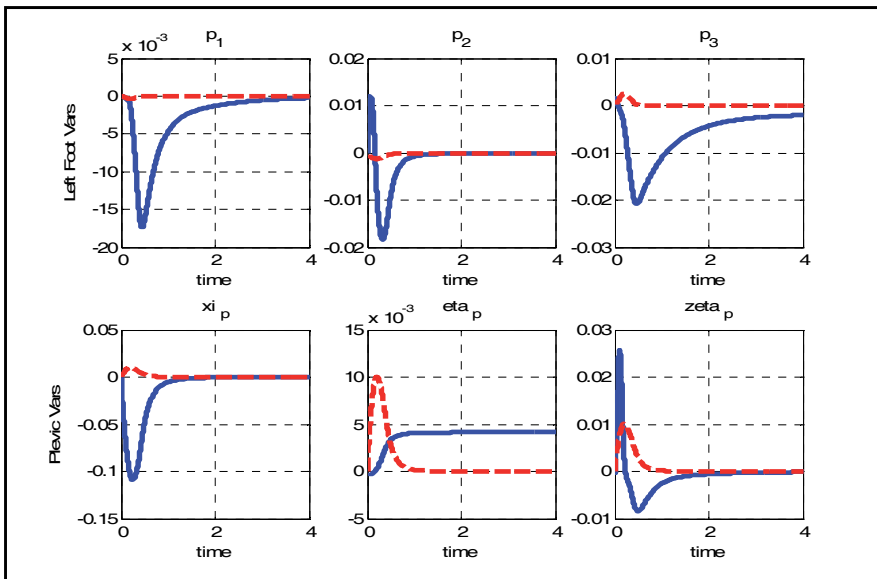 x 10⁻³ p₁ p₂ p₃
5 0.02 0.01
0 0.01 0
-5 0 -0.01
-10 -0.01 -0.02
-15 -0.02 -0.03
-20
Left Foot Vars
0 2 4 0 2 4 0 2 4
time time time
xi p x 10⁻³ eta p zeta p
0.05 15 0.03
0 10 0.02
-0.05 5 0.01
-0.1 0 0
-0.15 -5 -0.01
Plevic Vars
0 2 4 0 2 4 0 2 4
time time time